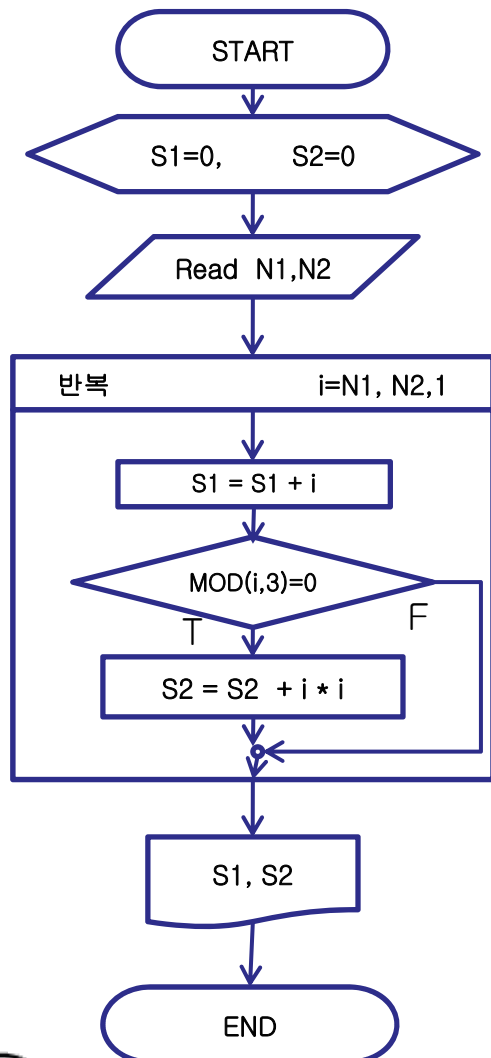 START
S1=0, S2=0
Read N1,N2
반복 i=N1, N2,1
S1 = S1 + i
MOD(i,3)=0
T
F
S2 = S2 + i * i
S1, S2
END